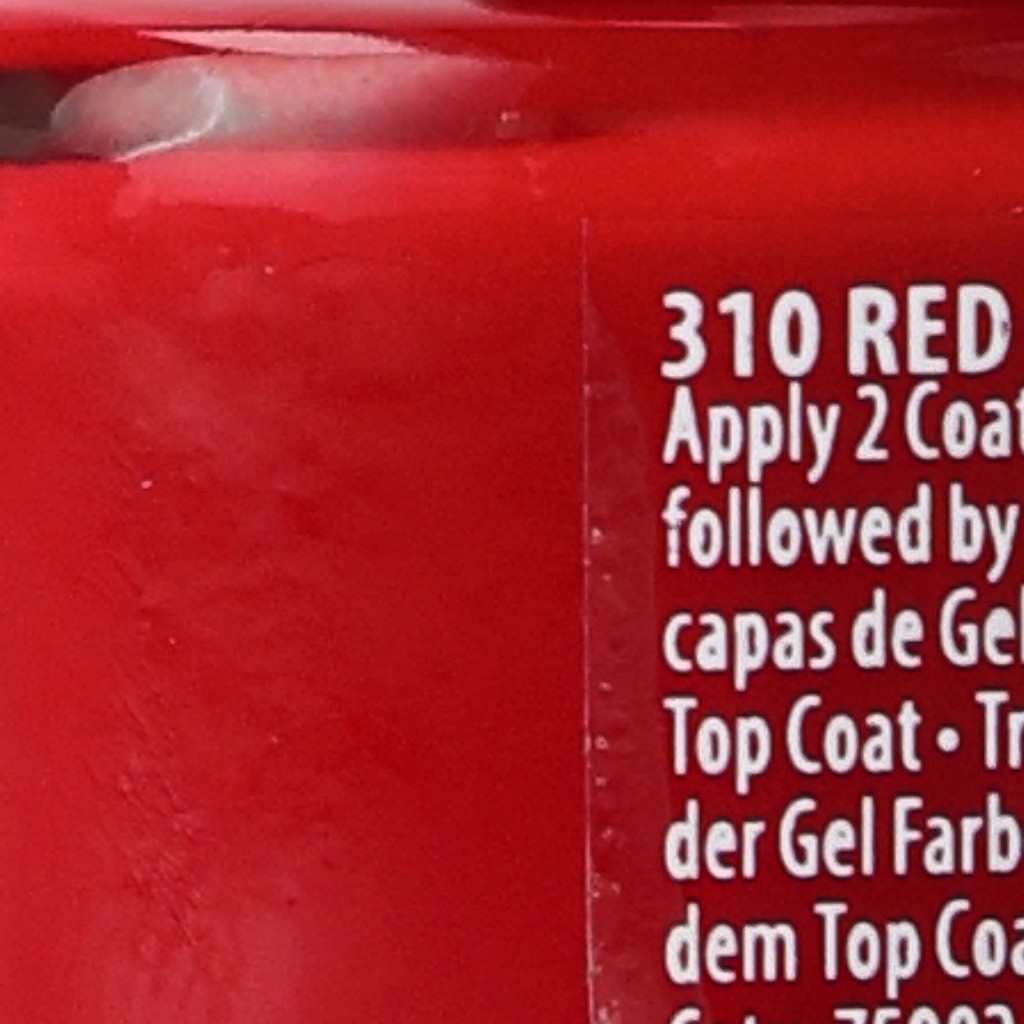 310 RED
Apply 2 Coat
followed by
capas de Gel
Top Coat • Tr
der Gel Farb
dem Top Coa